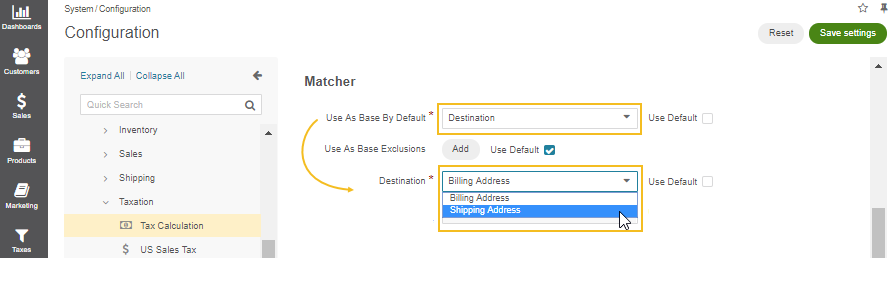 System / Configuration
Configuration
Reset
Save settings
Dashboards
Customers
Sales
Products
Marketing
Taxes
Expand All | Collapse All
Quick Search
Inventory
Sales
Shipping
Taxation
Tax Calculation
US Sales Tax
Matcher
Use As Base By Default * Destination Use Default
Use As Base Exclusions Add Use Default
Destination * Billing Address Use Default
Billing Address
Shipping Address